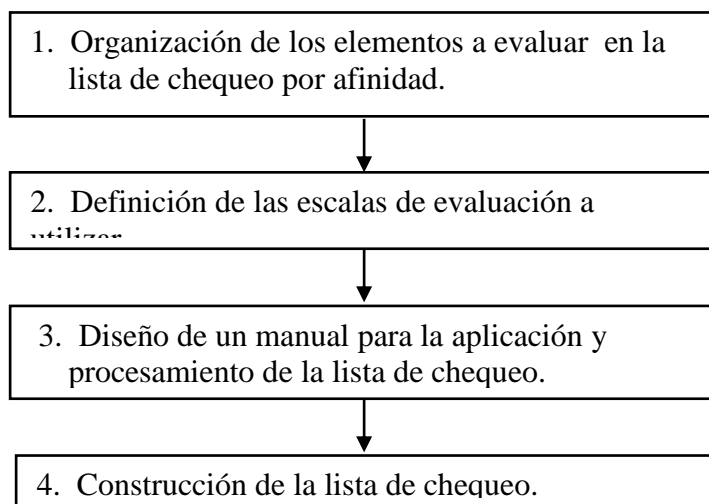 1. Organización de los elementos a evaluar en la
lista de chequeo por afinidad.
2. Definición de las escalas de evaluación a
utilizar
3. Diseño de un manual para la aplicación y
procesamiento de la lista de chequeo.
4. Construcción de la lista de chequeo.